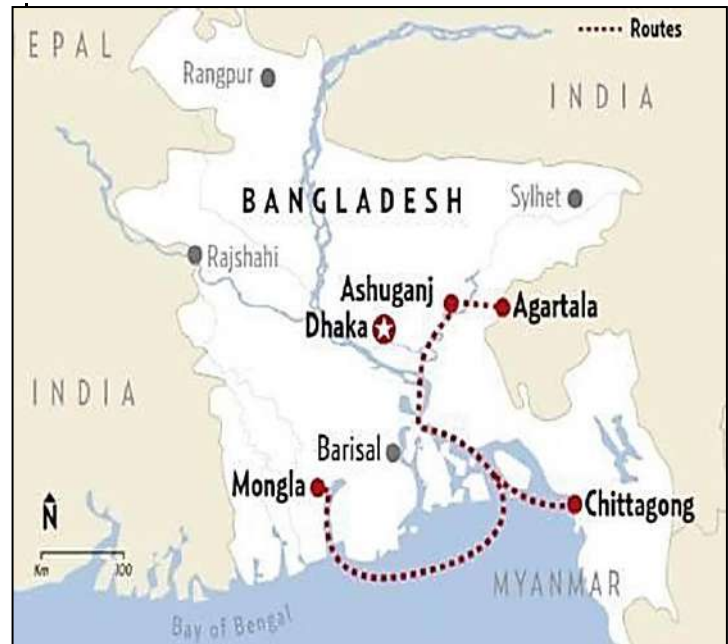 Routes
EPAL
Rangpur
INDIA
BANGLADESH
Sylhet
Rajshahi
Ashuganj
Agartala
Dhaka
INDIA
Barisal
Mongla
Chittagong
N
Km 100
MYANMAR
Bay of Bengal